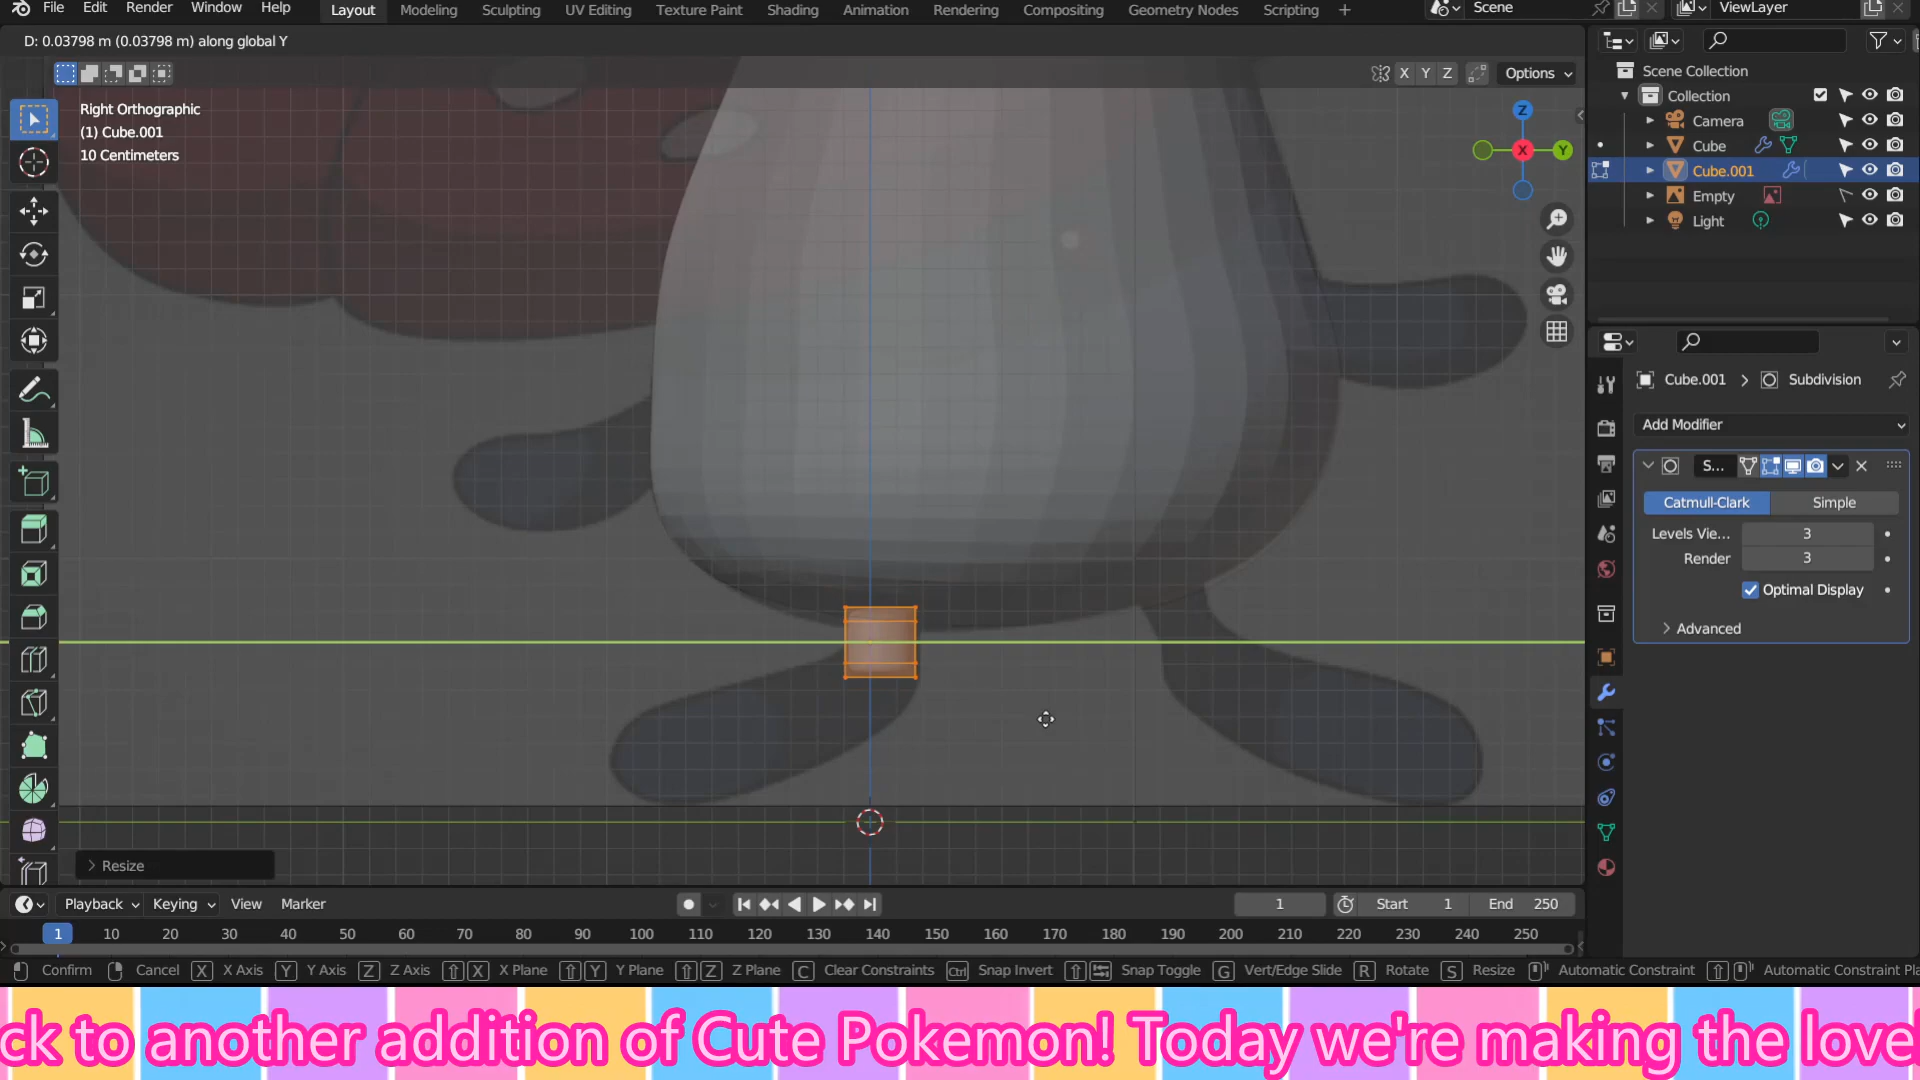 File Edit Render Window Help Layout Modeling Sculpting UV Editing Texture Paint Shading Animation Rendering Compositing Geometry Nodes Scripting + Scene ViewLayer
D: 0.03798 m (0.03798 m) along global Y
X Y Z Options
Right Orthographic
(1) Cube.001
10 Centimeters
Z
X
Y
Resize
Scene Collection
Collection
Camera
Cube
Cube.001
Empty
Light
Cube.001 > Subdivision
Add Modifier
S...
Catmull-Clark Simple
Levels Vie... 3
Render 3
Optimal Display
Advanced
Playback Keying View Marker 1 Start 1 End 250
1 10 20 30 40 50 60 70 80 90 100 110 120 130 140 150 160 170 180 190 200 210 220 230 240 250
Confirm Cancel X X Axis Y Y Axis Z Z Axis X X Plane Y Y Plane Z Z Plane C Clear Constraints Ctrl Snap Invert Snap Toggle G Vert/Edge Slide R Rotate S Resize Automatic Constraint Automatic Constraint Pla
ck to another addition of Cute Pokemon! Today we're making the love